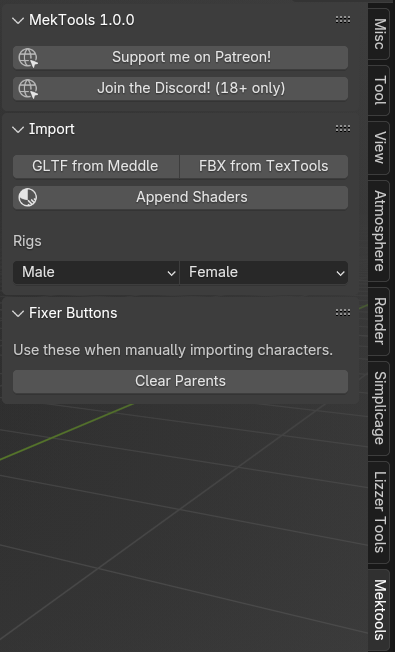 MekTools 1.0.0
Support me on Patreon!
Join the Discord! (18+ only)
Import
GLTF from Meddle
FBX from TexTools
Append Shaders
Rigs
Male
Female
Fixer Buttons
Use these when manually importing characters.
Clear Parents
Misc
Tool
View
Atmosphere
Render
Simplicage
Lizzer Tools
Mektools